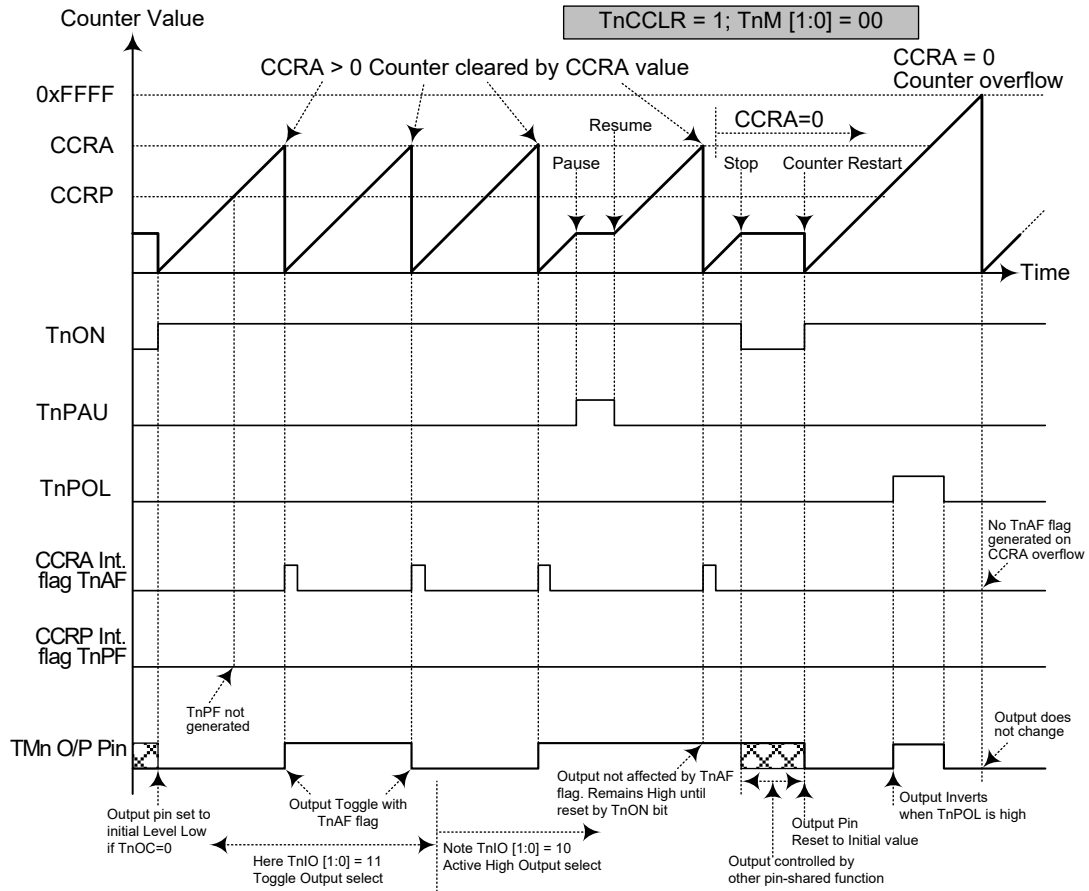 Counter Value
TnCCLR = 1; TnM [1:0] = 00
CCRA > 0 Counter cleared by CCRA value
CCRA = 0
Counter overflow
0xFFFF
CCRA
CCRP
Resume
CCRA=0
Pause
Stop
Counter Restart
Time
TnON
TnPAU
TnPOL
CCRA Int.
flag TnAF
No TnAF flag
generated on
CCRA overflow
CCRP Int.
flag TnPF
TnPF not
generated
TMn O/P Pin
Output does
not change
Output pin set to
initial Level Low
if TnOC=0
Output Toggle with
TnAF flag
Output not affected by TnAF
flag. Remains High until
reset by TnON bit
Output Inverts
when TnPOL is high
Output Pin
Reset to Initial value
Here TnIO [1:0] = 11
Toggle Output select
Note TnIO [1:0] = 10
Active High Output select
Output controlled by
other pin-shared function